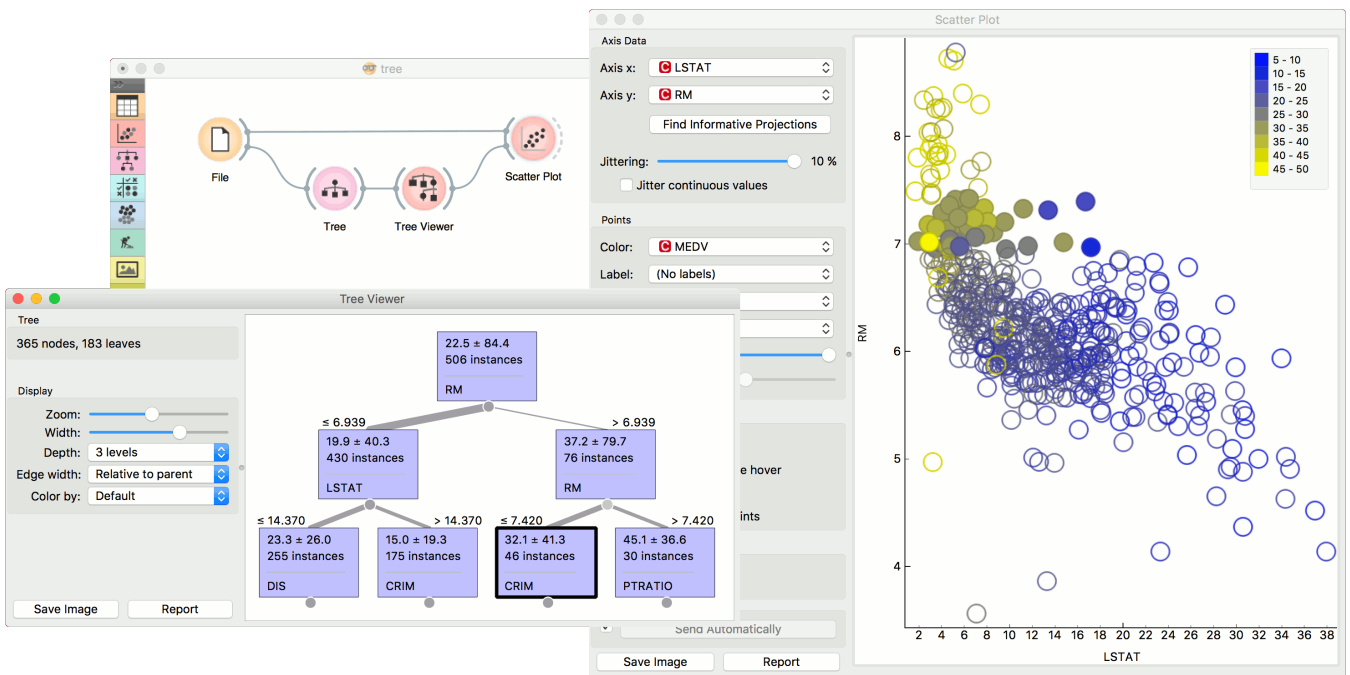 tree
File
Tree
Tree Viewer
Scatter Plot
Tree Viewer
Tree
365 nodes, 183 leaves
Display
Zoom:
Width:
Depth: 3 levels
Edge width: Relative to parent
Color by: Default
Save Image Report
22.5 ± 84.4
506 instances
RM
≤ 6.939 > 6.939
19.9 ± 40.3
430 instances
LSTAT
37.2 ± 79.7
76 instances
RM
≤ 14.370 > 14.370 ≤ 7.420 > 7.420
23.3 ± 26.0
255 instances
DIS
15.0 ± 19.3
175 instances
CRIM
32.1 ± 41.3
46 instances
CRIM
45.1 ± 36.6
30 instances
PTRATIO
Scatter Plot
Axis Data
Axis x: C LSTAT
Axis y: C RM
Find Informative Projections
Jittering: 10 %
Jitter continuous values
Points
Color: C MEDV
Label: (No labels)
hover
Send Automatically
Save Image Report
5 - 10
10 - 15
15 - 20
20 - 25
25 - 30
30 - 35
35 - 40
40 - 45
45 - 50
8
7
6
5
4
RM
2 4 6 8 10 12 14 16 18 20 22 24 26 28 30 32 34 36 38
LSTAT